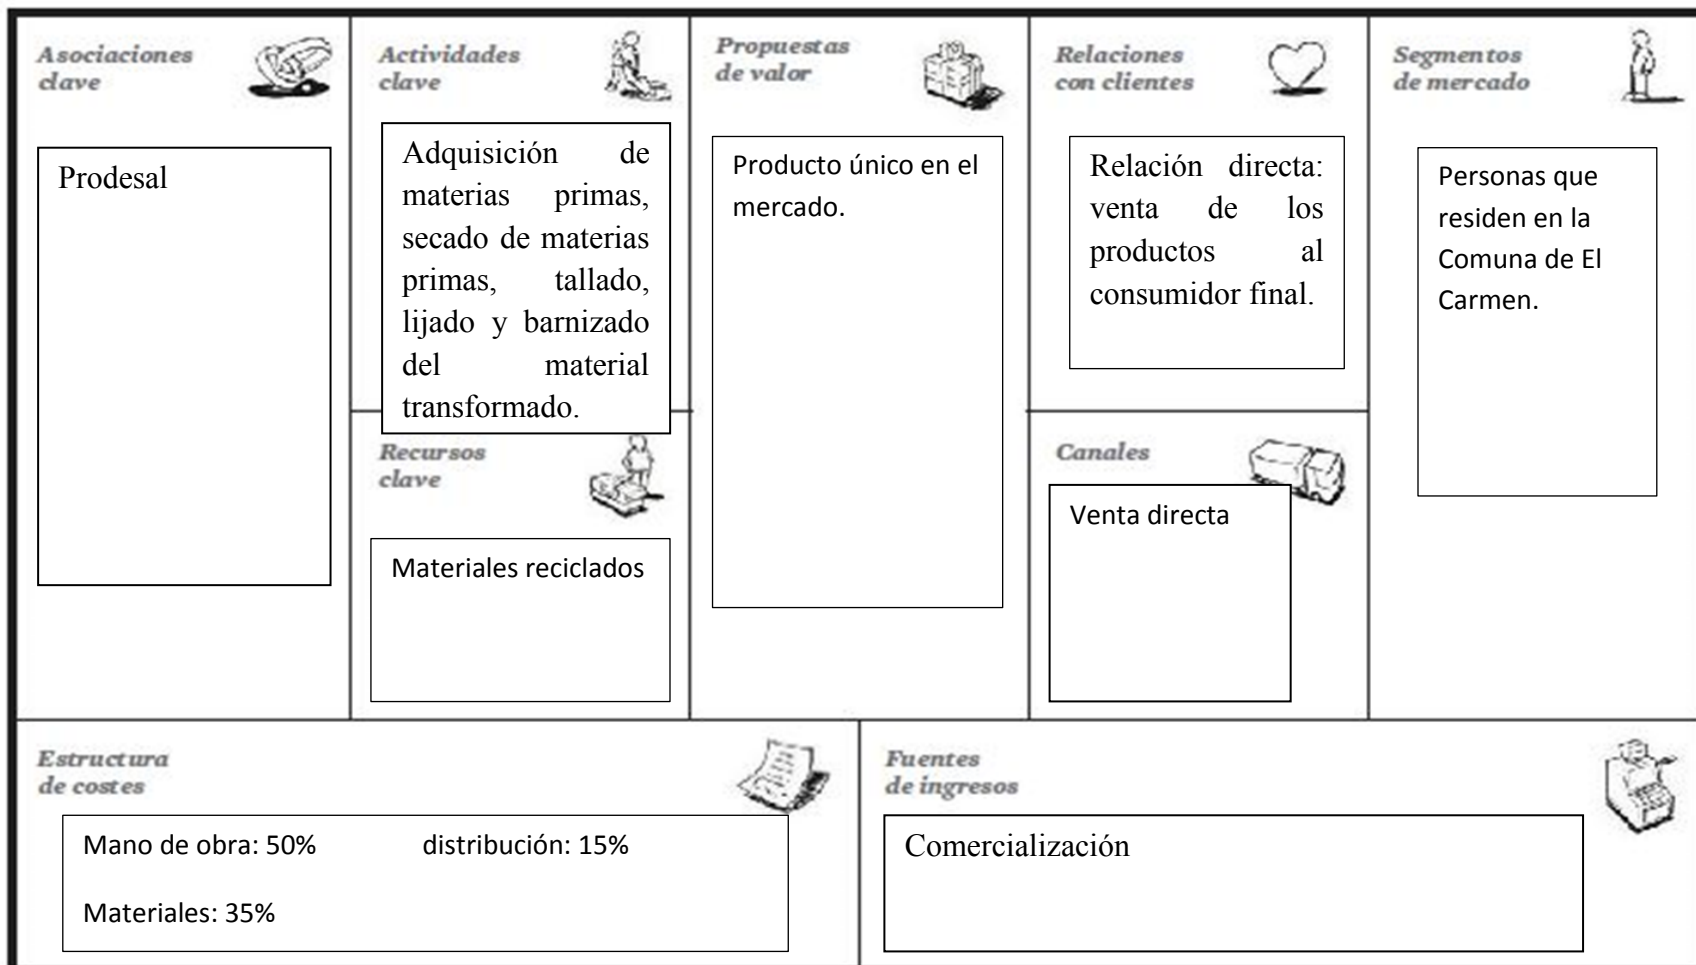 Asociaciones
clave
Prodesal
Actividades
clave
Adquisición de
materias primas,
secado de materias
primas, tallado,
lijado y barnizado
del material
transformado.
Recursos
clave
Materiales reciclados
Propuestas
de valor
Producto único en el
mercado.
Relaciones
con clientes
Relación directa:
venta de los
productos al
consumidor final.
Canales
Venta directa
Segmentos
de mercado
Personas que
residen en la
Comuna de El
Carmen.
Estructura
de costes
Mano de obra: 50% distribución: 15%
Materiales: 35%
Fuentes
de ingresos
Comercialización